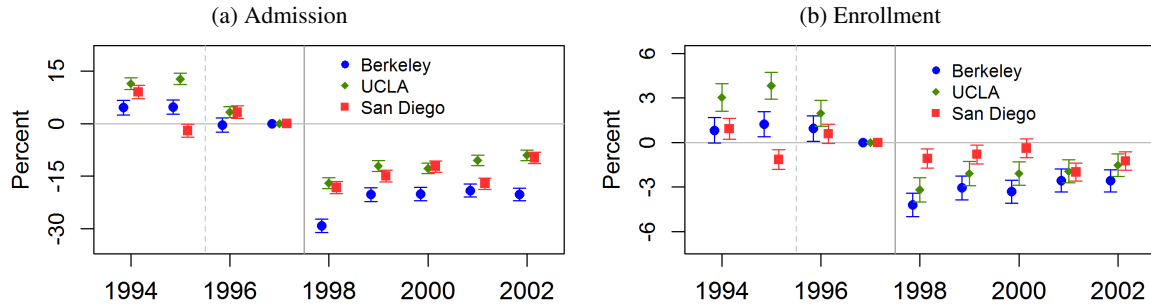 (a) Admission
Percent
15
0
-15
-30
Berkeley
UCLA
San Diego
1994 1996 1998 2000 2002
(b) Enrollment
Percent
6
3
0
-3
-6
Berkeley
UCLA
San Diego
1994 1996 1998 2000 2002